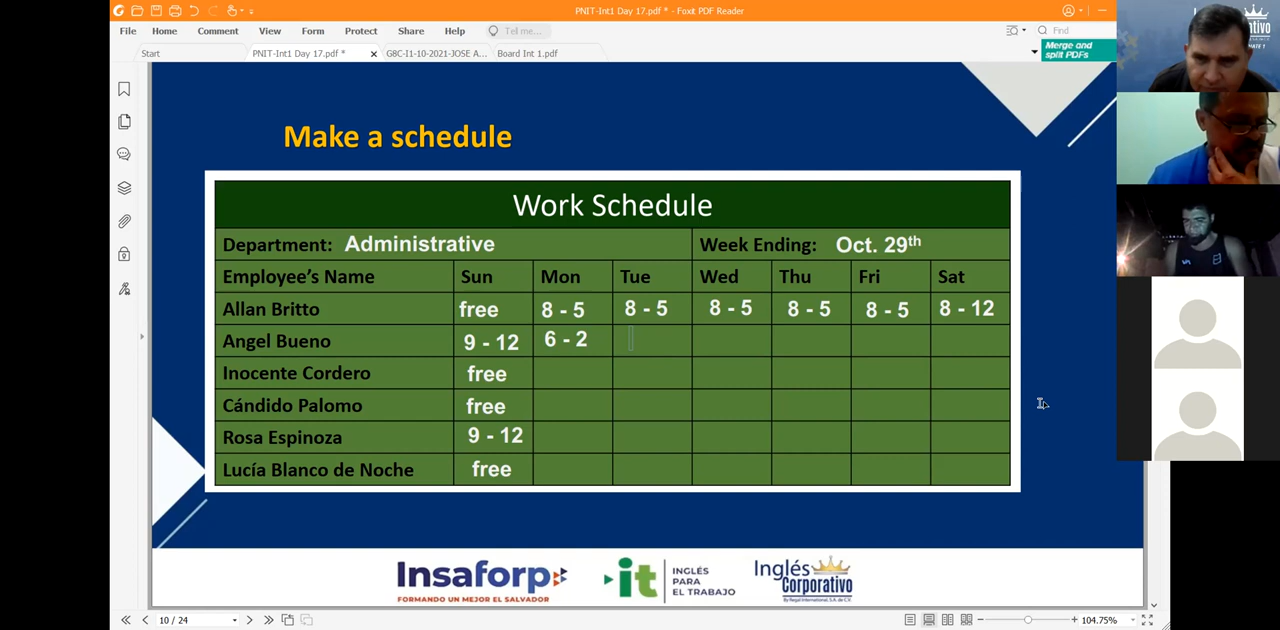 PNIT-Int1 Day 17.pdf * - Foxit PDF Reader
File Home Comment View Form Protect Share Help Tell me... Find
Start PNIT-Int1 Day 17.pdf * G8C-I1-10-2021-JOSE A... Board Int 1.pdf
Merge and
split PDFs
Make a schedule
Work Schedule
Department: Administrative Week Ending: Oct. 29th
Employee's Name Sun Mon Tue Wed Thu Fri Sat
Allan Britto free 8 - 5 8 - 5 8 - 5 8 - 5 8 - 5 8 - 12
Angel Bueno 9 - 12 6 - 2
Inocente Cordero free
Cándido Palomo free
Rosa Espinoza 9 - 12
Lucía Blanco de Noche free
Insaforp
FORMANDO UN MEJOR EL SALVADOR
it
INGLÉS
PARA
EL TRABAJO
Inglés
Corporativo
By Regal International, S.A. de C.V.
10 / 24
104.75%